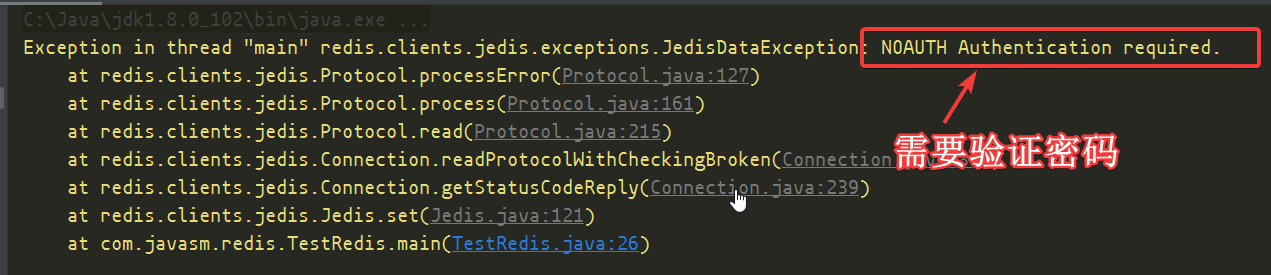 C:\Java\jdk1.8.0_102\bin\java.exe ...
Exception in thread "main" redis.clients.jedis.exceptions.JedisDataException: NOAUTH Authentication required.
at redis.clients.jedis.Protocol.processError(Protocol.java:127)
at redis.clients.jedis.Protocol.process(Protocol.java:161)
at redis.clients.jedis.Protocol.read(Protocol.java:215)
at redis.clients.jedis.Connection.readProtocolWithCheckingBroken(Connection.
at redis.clients.jedis.Connection.getStatusCodeReply(Connection.java:239)
at redis.clients.jedis.Jedis.set(Jedis.java:121)
at com.javasm.redis.TestRedis.main(TestRedis.java:26)
需要验证密码